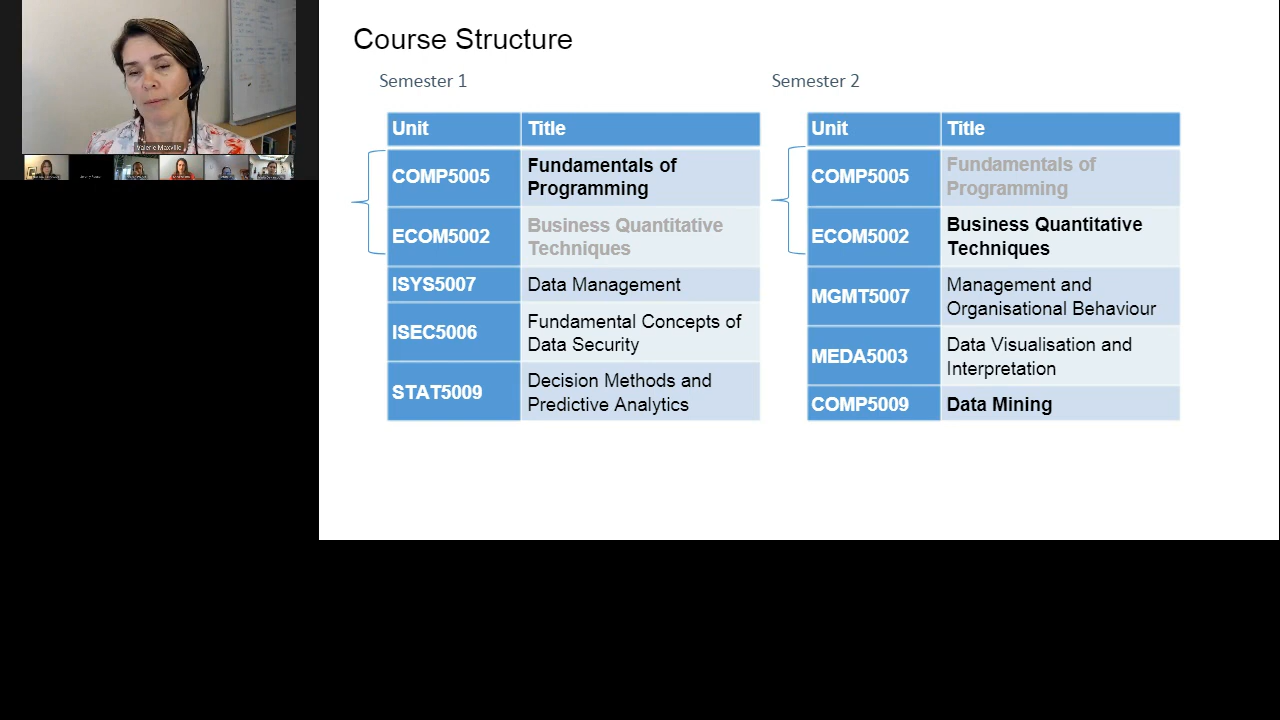 Course Structure
Semester 1
Unit Title
COMP5005 Fundamentals of
Programming
ECOM5002 Business Quantitative
Techniques
ISYS5007 Data Management
ISEC5006 Fundamental Concepts of
Data Security
STAT5009 Decision Methods and
Predictive Analytics
Semester 2
Unit Title
COMP5005 Fundamentals of
Programming
ECOM5002 Business Quantitative
Techniques
MGMT5007 Management and
Organisational Behaviour
MEDA5003 Data Visualisation and
Interpretation
COMP5009 Data Mining
Valerie Maxville